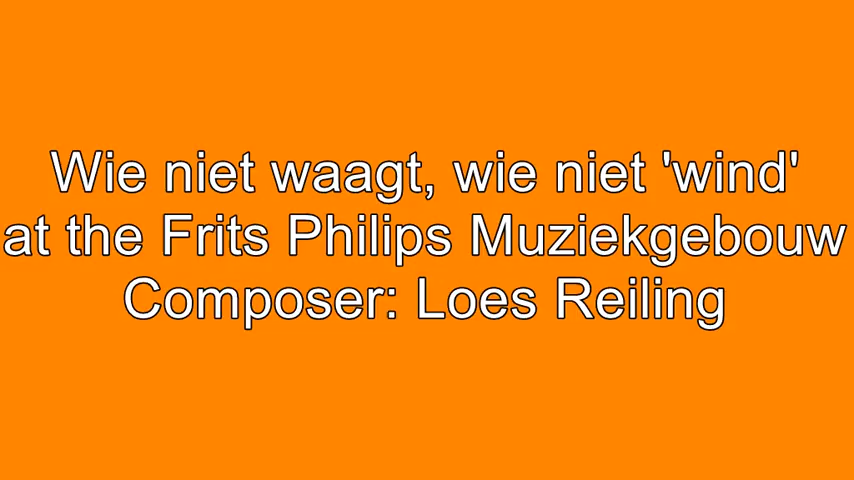 Wie niet waagt, wie niet 'wind'
at the Frits Philips Muziekgebouw
Composer: Loes Reiling